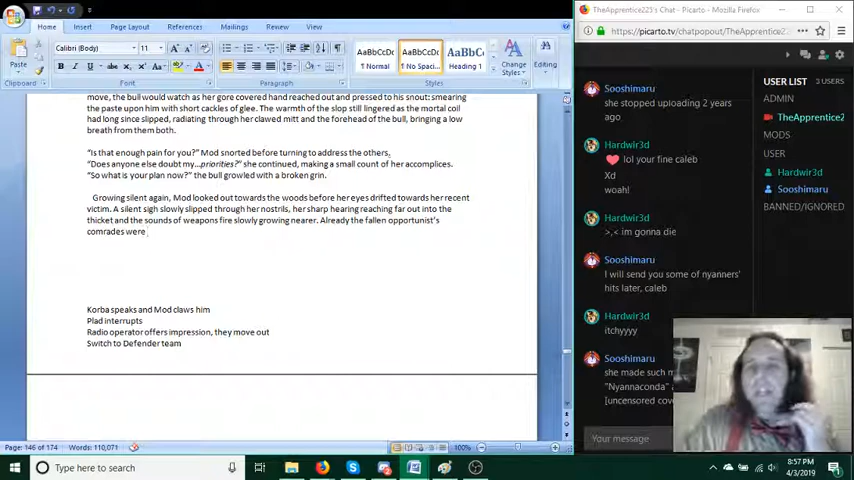 TheApprentice223's Chat - Picarto - Mozilla Firefox
Home Insert Page Layout References Mailings Review View
https://picarto.tv/chatpopout/TheApprentice22
Calibri (Body) 11
AaBbCcDc AaBbCcDc AaBbCc
¶ Normal ¶ No Spaci... Heading 1
Paste Change Styles Editing
Clipboard Font Paragraph Styles
move, the bull would watch as her gore covered hand reached out and pressed to his snout: smearing
the paste upon him with short cackles of glee. The warmth of the slop still lingered as the mortal coil
had long since slipped, radiating through her clawed mitt and the forehead of the bull, bringing a low
breath from them both.
"Is that enough pain for you?" Mod snorted before turning to address the others,
"Does anyone else doubt my...priorities?" she continued, making a small count of her accomplices.
"So what is your plan now?" the bull growled with a broken grin.
Growing silent again, Mod looked out towards the woods before her eyes drifted towards her recent
victim. A silent sigh slowly slipped through her nostrils, her sharp hearing reaching far out into the
thicket and the sounds of weapons fire slowly growing nearer. Already the fallen opportunist's
comrades were
Korba speaks and Mod claws him
Plad interrupts
Radio operator offers impression, they move out
Switch to Defender team
Page: 146 of 174 Words: 110,071 100%
Sooshimaru
she stopped uploading 2 years
ago
Hardwir3d
lol your fine caleb
Xd
woah!
Hardwir3d
>,< im gonna die
Sooshimaru
I will send you some of nyanners'
hits later, caleb
Hardwir3d
itchyyyy
Sooshimaru
she made such m
"Nyannaconda"
[uncensored cov
Your message
USER LIST 3 USERS
ADMIN
TheApprentice2
MODS
USER
Hardwir3d
Sooshimaru
BANNED/IGNORED
Type here to search
8:57 PM
4/3/2019